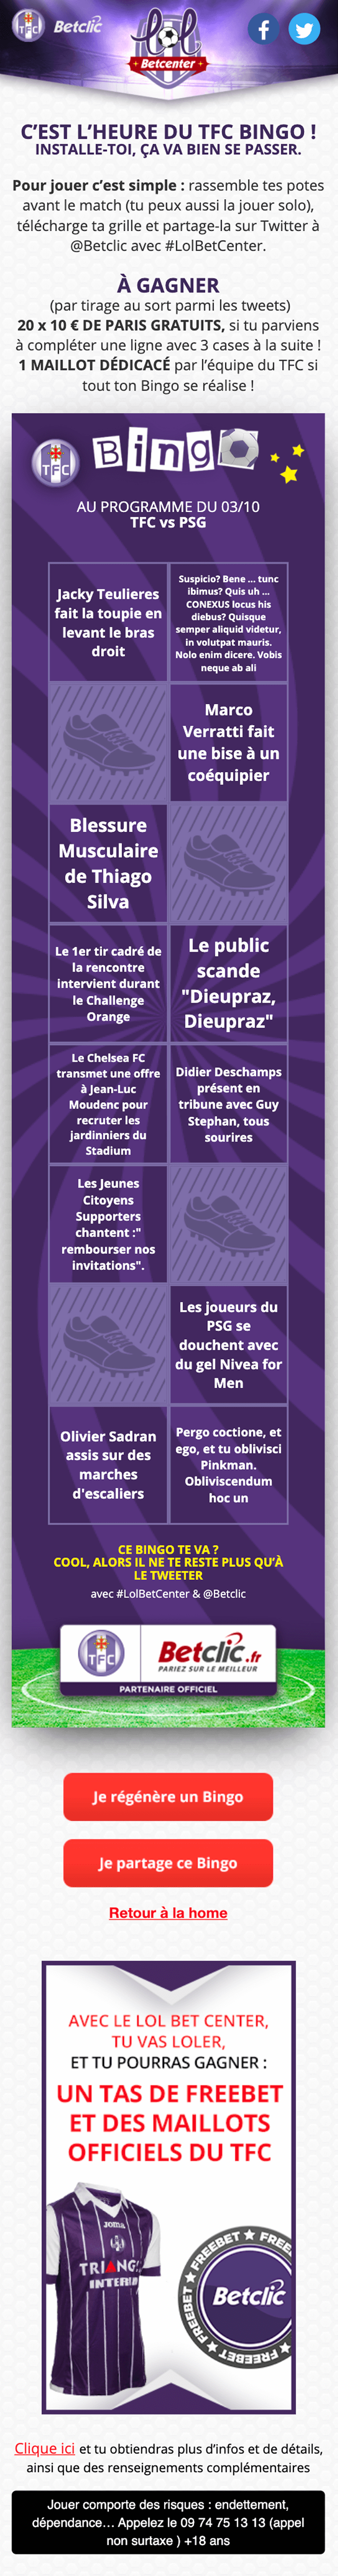 TFC Betclic lol
Betcenter
C'EST L'HEURE DU TFC BINGO !
INSTALLE-TOI, ÇA VA BIEN SE PASSER.
Pour jouer c'est simple : rassemble tes potes
avant le match (tu peux aussi la jouer solo),
télécharge ta grille et partage-la sur Twitter à
@Betclic avec #LolBetCenter.
À GAGNER
(par tirage au sort parmi les tweets)
20 x 10 € DE PARIS GRATUITS, si tu parviens
à compléter une ligne avec 3 cases à la suite !
1 MAILLOT DÉDICACÉ par l'équipe du TFC si
tout ton Bingo se réalise !
TFC Bingo
AU PROGRAMME DU 03/10
TFC vs PSG
Jacky Teulieres
fait la toupie en
levant le bras
droit
Suspicio? Bene ... tunc
ibimus? Quis uh ...
CONEXUS locus his
diebus? Quisque
semper aliquid videtur,
in volutpat mauris.
Nolo enim dicere. Vobis
neque ab ali
Marco
Verratti fait
une bise à un
coéquipier
Blessure
Musculaire
de Thiago
Silva
Le 1er tir cadré de
la rencontre
intervient durant
le Challenge
Orange
Le public
scande
"Dieupraz,
Dieupraz"
Le Chelsea FC
transmet une offre
à Jean-Luc
Moudenc pour
recruter les
jardinniers du
Stadium
Didier Deschamps
présent en
tribune avec Guy
Stephan, tous
sourires
Les Jeunes
Citoyens
Supporters
chantent :"
rembourser nos
invitations".
Les joueurs du
PSG se
douchent avec
du gel Nivea for
Men
Olivier Sadran
assis sur des
marches
d'escaliers
Pergo coctione, et
ego, et tu oblivisci
Pinkman.
Obliviscendum
hoc un
CE BINGO TE VA ?
COOL, ALORS IL NE TE RESTE PLUS QU'À
LE TWEETER
avec #LolBetCenter & @Betclic
TFC Betclic.fr
PARIEZ SUR LE MEILLEUR
PARTENAIRE OFFICIEL
Je régénère un Bingo
Je partage ce Bingo
Retour à la home
AVEC LE LOL BET CENTER,
TU VAS LOLER,
ET TU POURRAS GAGNER :
UN TAS DE FREEBET
ET DES MAILLOTS
OFFICIELS DU TFC
Joma
TRIANG
INTERIM
FREEBET ★ FREE
Betclic
FREEBET ★ FREEBET
Clique ici et tu obtiendras plus d'infos et de détails,
ainsi que des renseignements complémentaires
Jouer comporte des risques : endettement,
dépendance… Appelez le 09 74 75 13 13 (appel
non surtaxe ) +18 ans